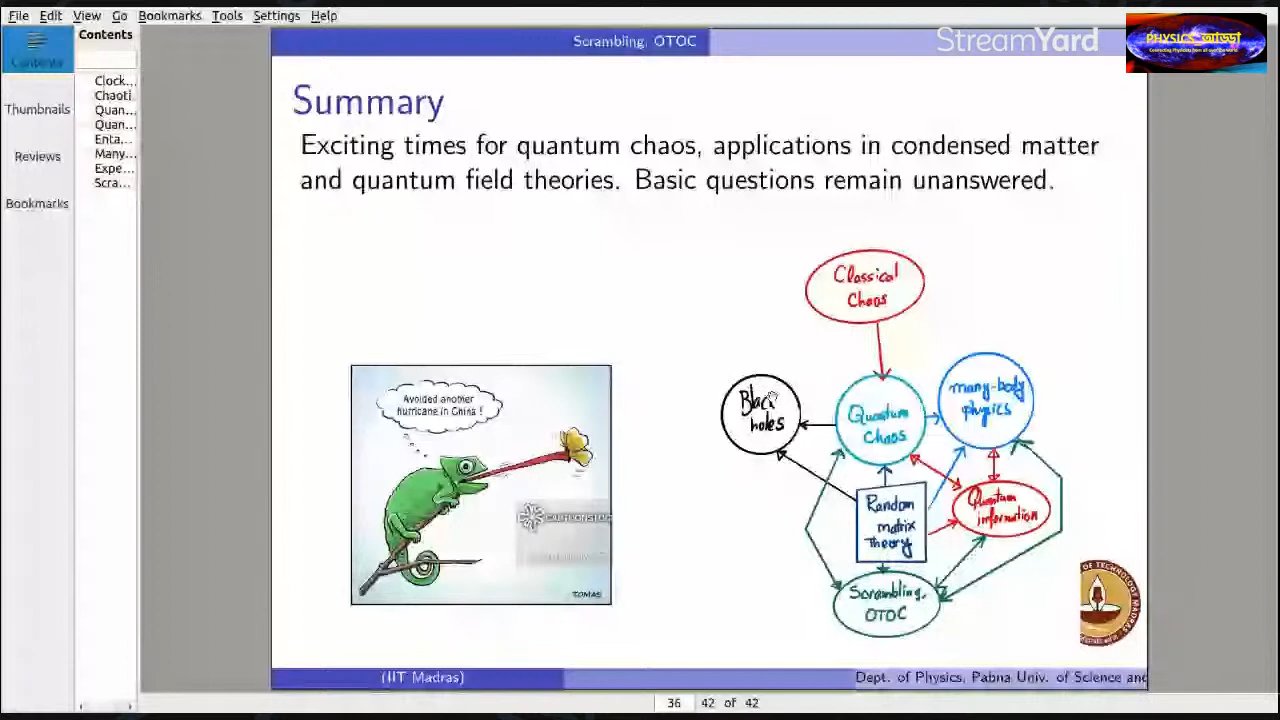 File Edit View Go Bookmarks Tools Settings Help
StreamYard
PHYSICS_আড্ডা
Contents
Contents
Thumbnails
Reviews
Bookmarks
Clock...
Chaoti
Quan...
Quan...
Enta...
Many...
Expe...
Scra...
Scrambling, OTOC
Summary
Exciting times for quantum chaos, applications in condensed matter
and quantum field theories. Basic questions remain unanswered.
Avoided another
hurricane in China !
TOMAS
Classical
Chaos
Black
holes
Quantum
Chaos
many-body
physics
Random
matrix
Theory
Quantum
information
Scrambling,
OTOC
(IIT Madras)
Dept. of Physics, Pabna Univ. of Science and
36 42 of 42